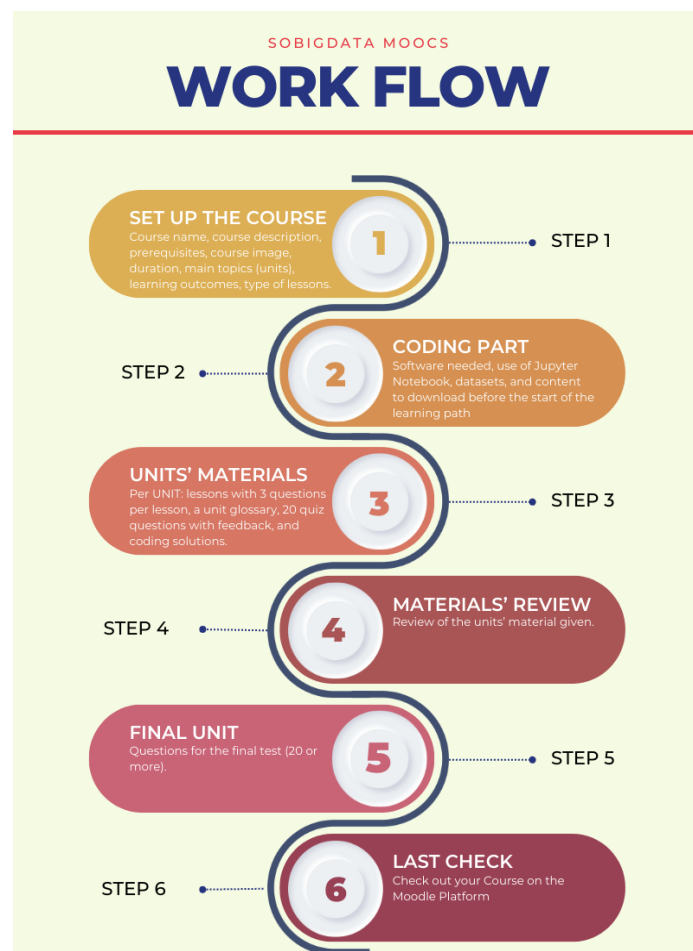 SOBIGDATA MOOCS
WORK FLOW
SET UP THE COURSE
Course name, course description,
prerequisites, course image,
duration, main topics (units),
learning outcomes, type of lessons.
1
STEP 1
STEP 2
2
CODING PART
Software needed, use of Jupyter
Notebook, datasets, and content
to download before the start of the
learning path
UNITS’ MATERIALS
Per UNIT: lessons with 3 questions
per lesson, a unit glossary, 20 quiz
questions with feedback, and
coding solutions.
3
STEP 3
STEP 4
4
MATERIALS’ REVIEW
Review of the units’ material given.
FINAL UNIT
Questions for the final test (20 or
more).
5
STEP 5
STEP 6
6
LAST CHECK
Check out your Course on the
Moodle Platform